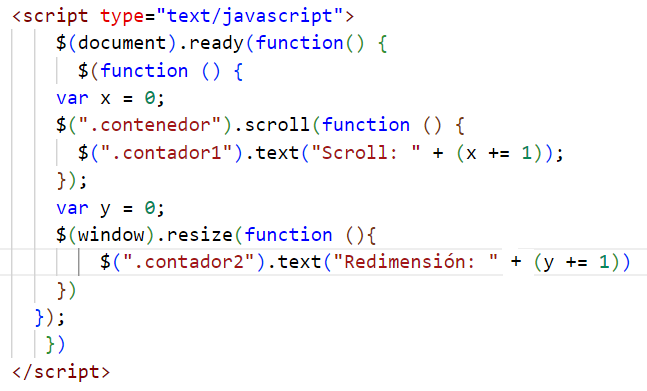 <script type="text/javascript">
$(document).ready(function() {
$(function () {
var x = 0;
$(".contenedor").scroll(function () {
$(".contador1").text("Scroll: " + (x += 1));
});
var y = 0;
$(window).resize(function (){
$(".contador2").text("Redimensión: " + (y += 1))
})
});
})
</script>